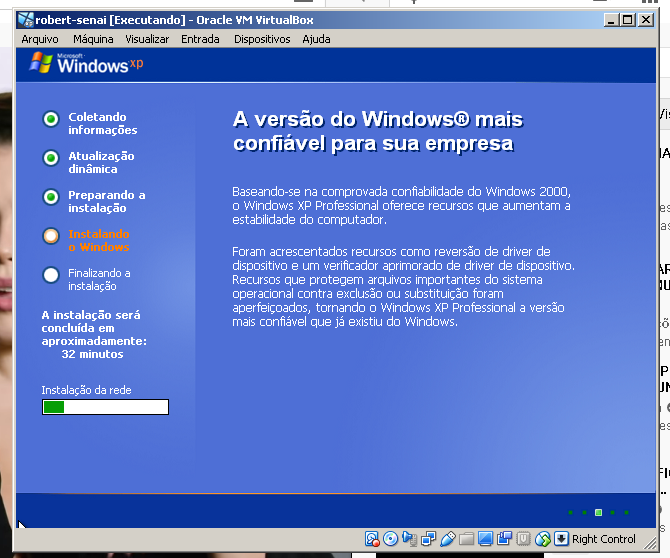 robert-senai [Executando] - Oracle VM VirtualBox
Arquivo Máquina Visualizar Entrada Dispositivos Ajuda
Microsoft
Windows xp
Coletando
informações
Atualização
dinâmica
Preparando a
instalação
Instalando
o Windows
Finalizando a
instalação
A instalação será
concluída em
aproximadamente:
32 minutos
Instalação da rede
A versão do Windows® mais
confiável para sua empresa
Baseando-se na comprovada confiabilidade do Windows 2000,
o Windows XP Professional oferece recursos que aumentam a
estabilidade do computador.
Foram acrescentados recursos como reversão de driver de
dispositivo e um verificador aprimorado de driver de dispositivo.
Recursos que protegem arquivos importantes do sistema
operacional contra exclusão ou substituição foram
aperfeiçoados, tornando o Windows XP Professional a versão
mais confiável que já existiu do Windows.
Right Control